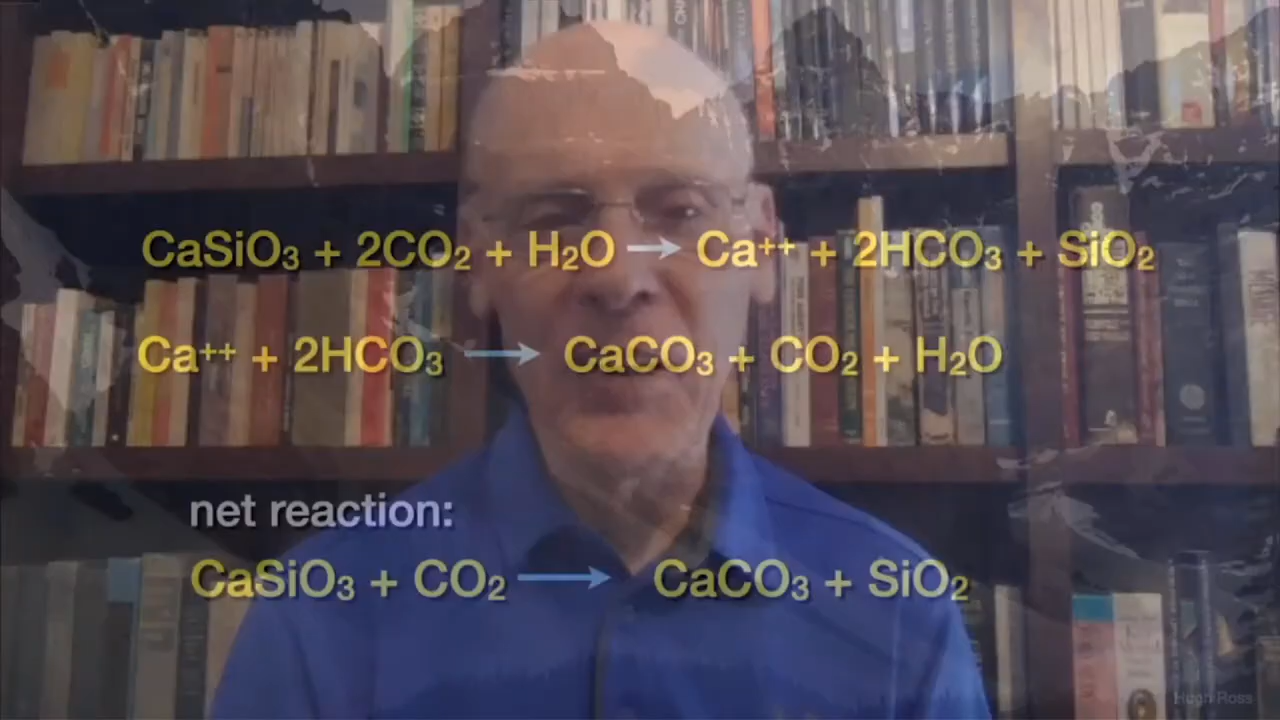 CaSiO₃ + 2CO₂ + H₂O → Ca⁺⁺ + 2HCO₃ + SiO₂
Ca⁺⁺ + 2HCO₃ → CaCO₃ + CO₂ + H₂O
net reaction:
CaSiO₃ + CO₂ → CaCO₃ + SiO₂
Hugh Ross